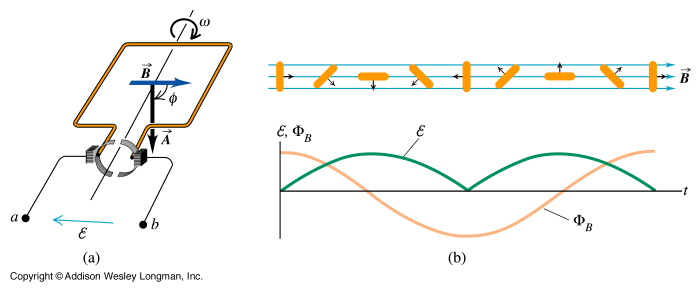 ω
B⃗
ϕ
A⃗
a
b
ℰ
(a)
B⃗
ℰ, Φ_B
ℰ
t
Φ_B
(b)
Copyright © Addison Wesley Longman, Inc.